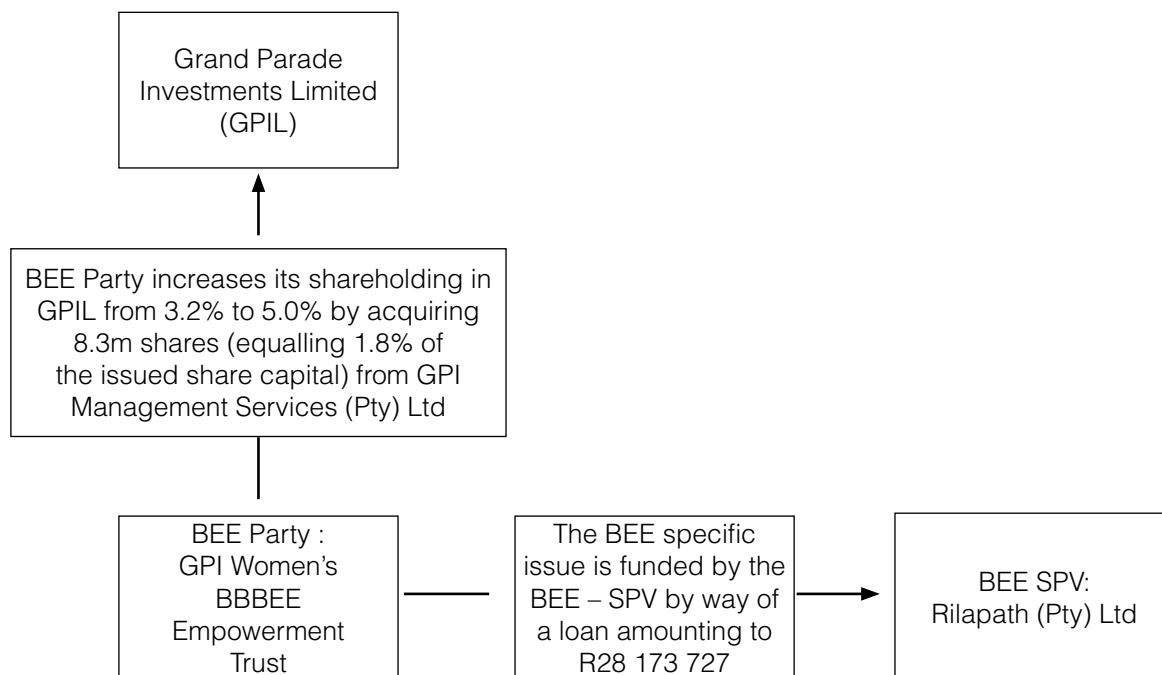 Grand Parade
Investments Limited
(GPIL)
BEE Party increases its shareholding in
GPIL from 3.2% to 5.0% by acquiring
8.3m shares (equalling 1.8% of
the issued share capital) from GPI
Management Services (Pty) Ltd
BEE Party :
GPI Women’s
BBBEE
Empowerment
Trust
The BEE specific
issue is funded by the
BEE – SPV by way of
a loan amounting to
R28 173 727
BEE SPV:
Rilapath (Pty) Ltd